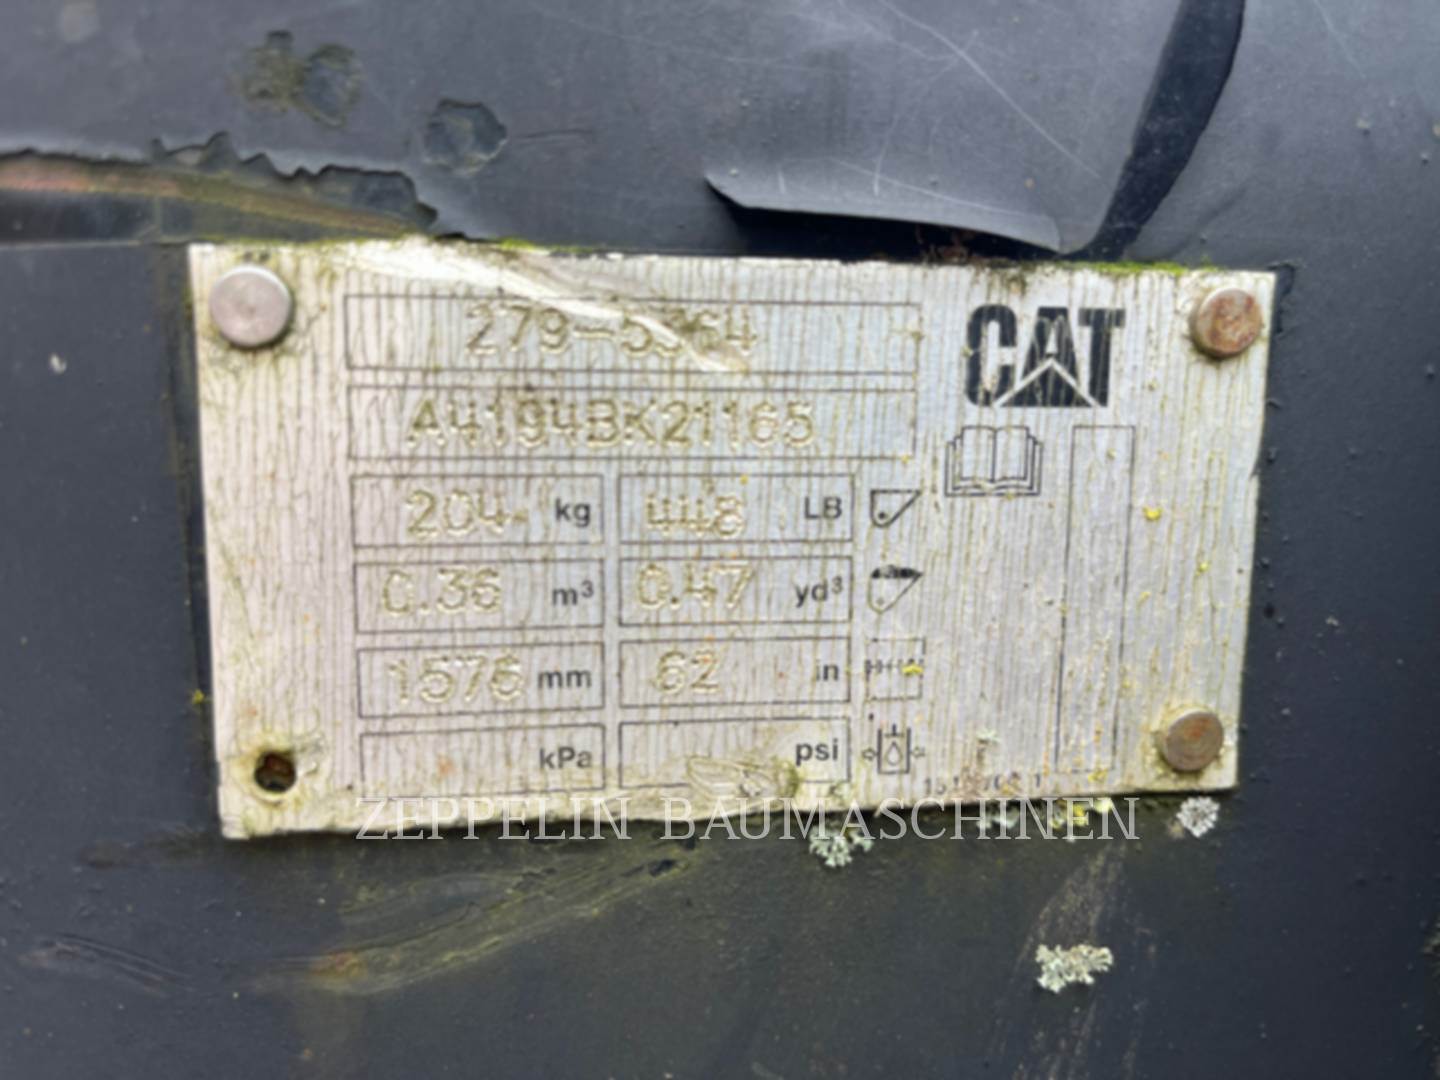 279-5364
CAT
A4194BK21165
204 kg 448 LB
0.36 m³ 0.47 yd³
1575 mm 62 in
kPa psi
ZEPPELIN BAUMASCHINEN